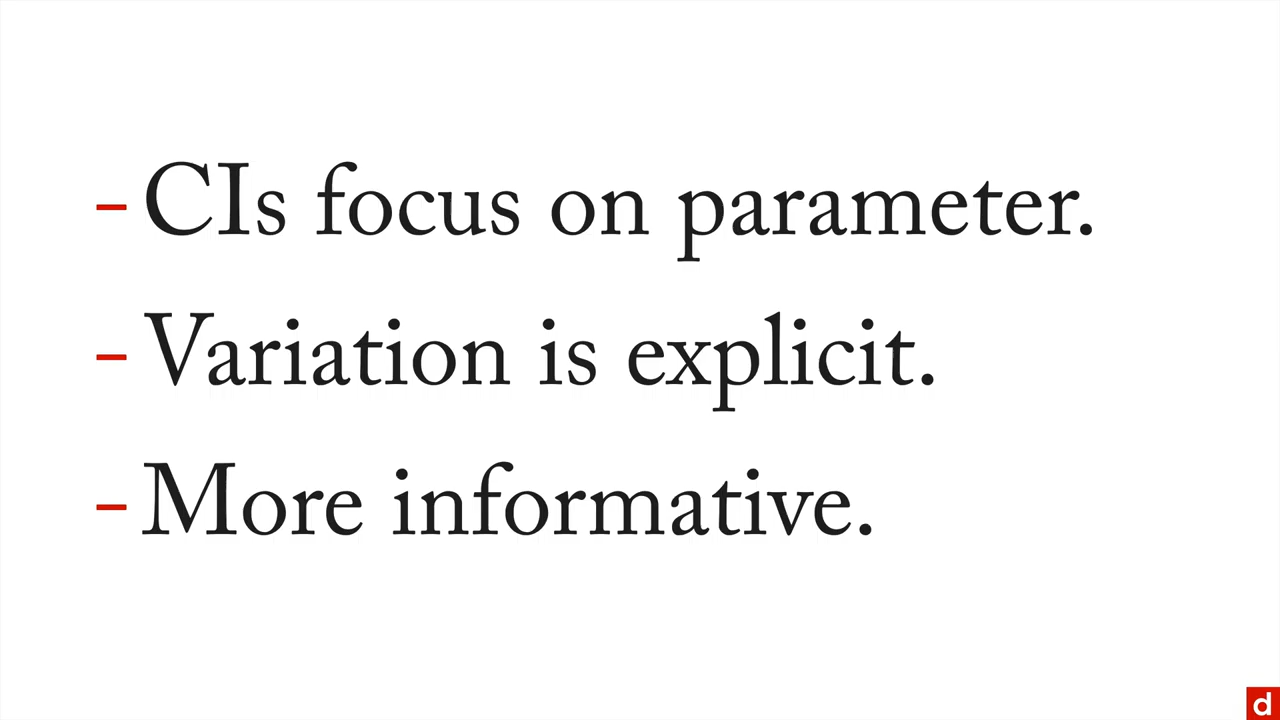 - CIs focus on parameter.
- Variation is explicit.
- More informative.
d